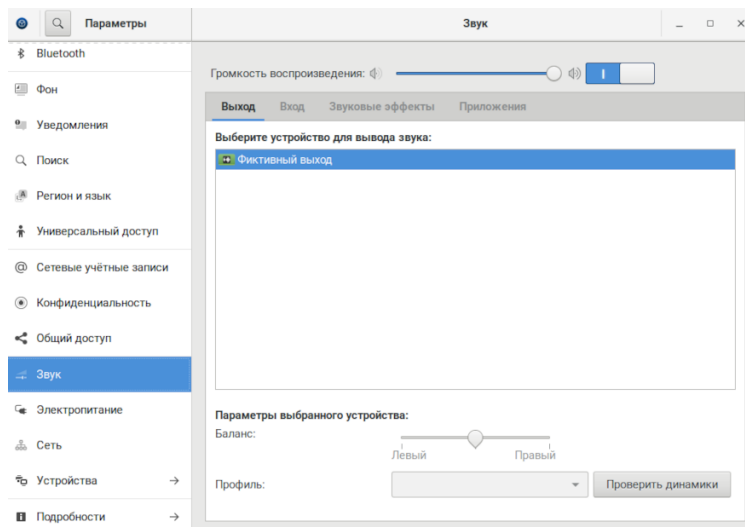 Параметры
Звук
Bluetooth
Фон
Уведомления
Поиск
Регион и язык
Универсальный доступ
Сетевые учётные записи
Конфиденциальность
Общий доступ
Звук
Электропитание
Сеть
Устройства
Подробности
Громкость воспроизведения:
Выход Вход Звуковые эффекты Приложения
Выберите устройство для вывода звука:
Фиктивный выход
Параметры выбранного устройства:
Баланс:
Левый Правый
Профиль:
Проверить динамики